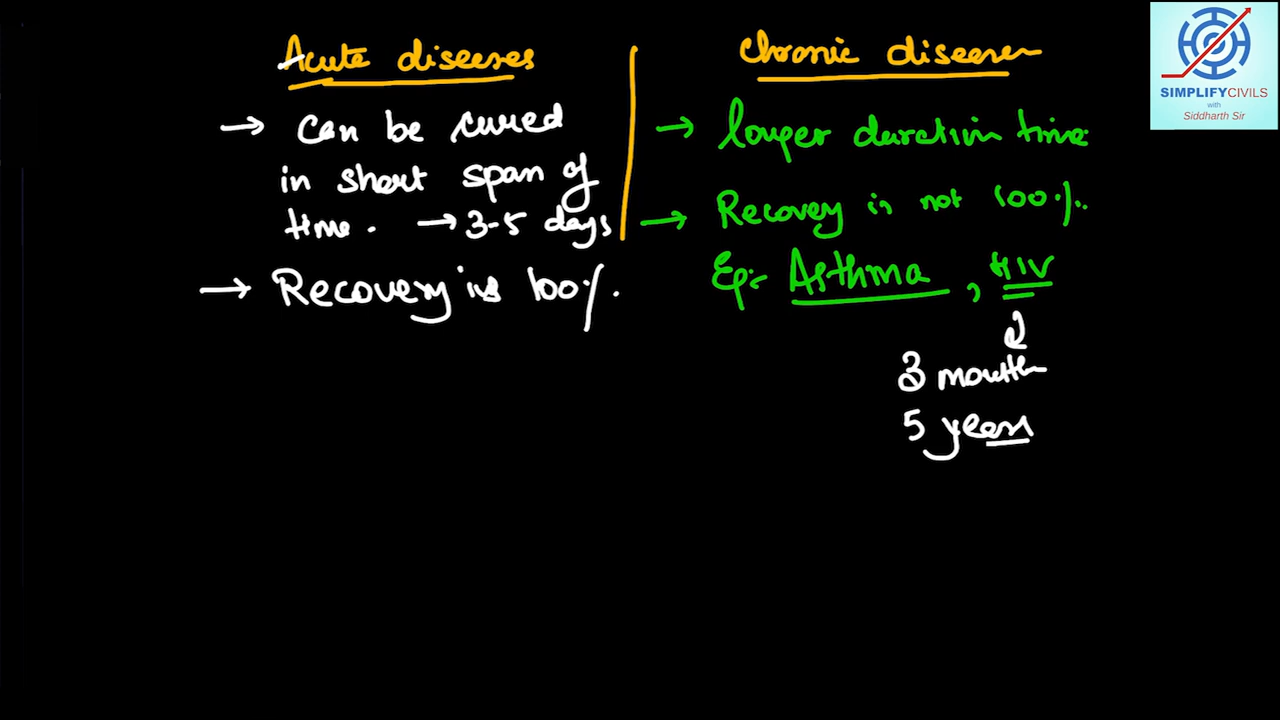 Acute diseases
→ Can be cured
in short span of
time. → 3-5 days
→ Recovery is 100%.
Chronic diseases
→ longer duration time
→ Recovey is not 100%.
Eg:- Asthma, HIV
3 months
5 years
SIMPLIFYCIVILS
with
Siddharth Sir